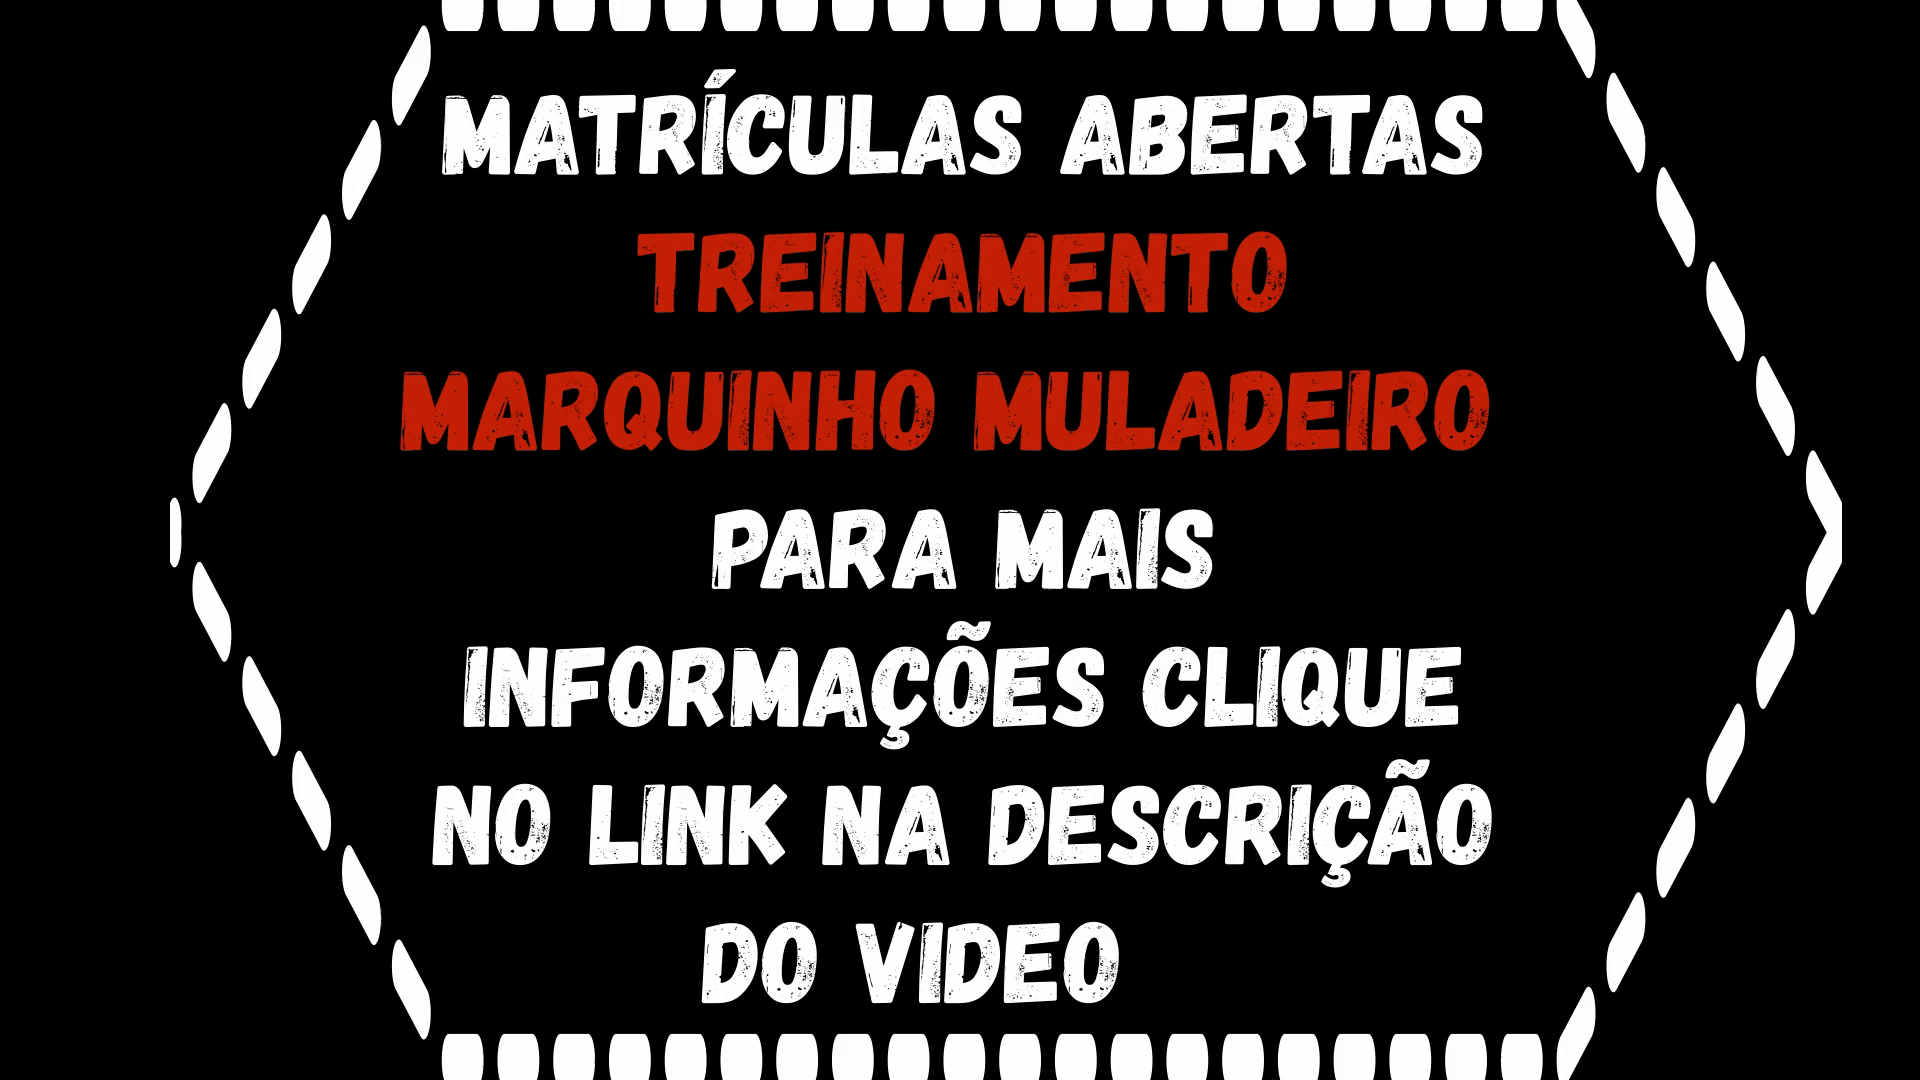 MATRÍCULAS ABERTAS
TREINAMENTO
MARQUINHO MULADEIRO
PARA MAIS
INFORMAÇÕES CLIQUE
NO LINK NA DESCRIÇÃO
DO VIDEO